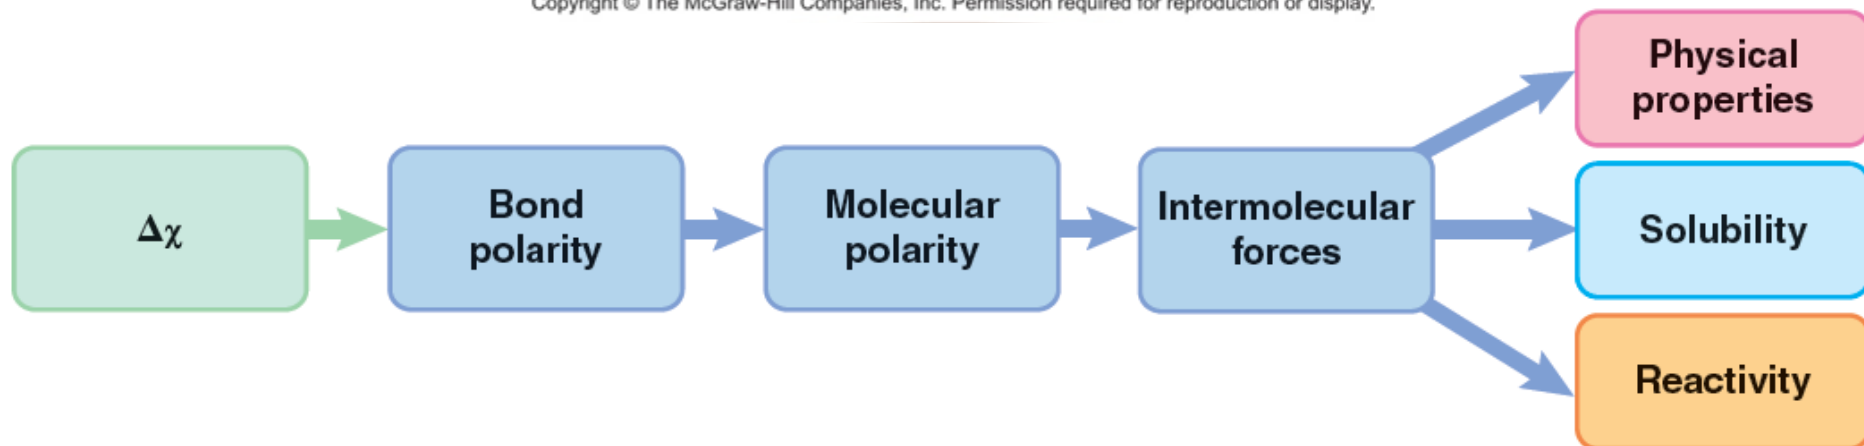 Copyright © The McGraw-Hill Companies, Inc. Permission required for reproduction or display.
Δχ
Bond
polarity
Molecular
polarity
Intermolecular
forces
Physical
properties
Solubility
Reactivity